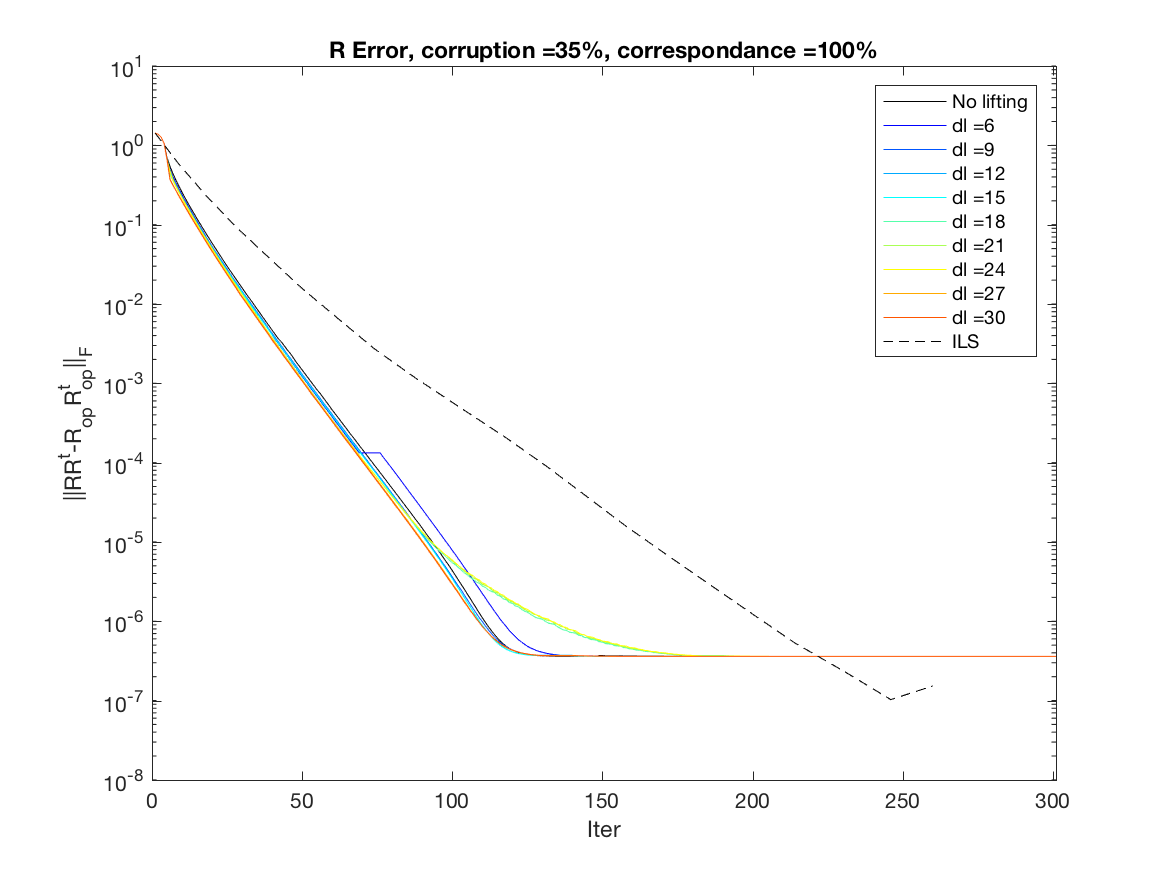 R Error, corruption =35%, correspondance =100%
10^1
10^0
10^-1
10^-2
10^-3
10^-4
10^-5
10^-6
10^-7
10^-8
||RR^t-R_op R^t_op||_F
No lifting
dl =6
dl =9
dl =12
dl =15
dl =18
dl =21
dl =24
dl =27
dl =30
ILS
0 50 100 150 200 250 300
Iter